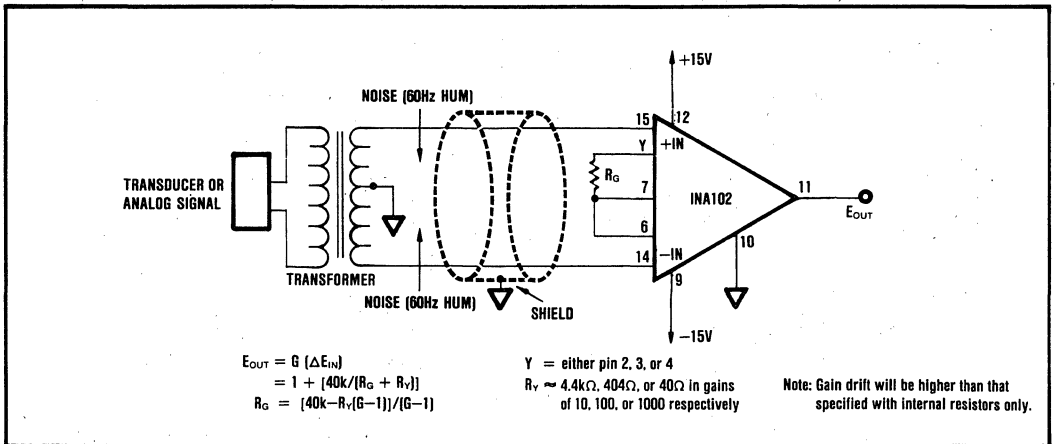 +15V
NOISE (60Hz HUM)
15
12
+IN
Y
R_G
TRANSDUCER OR
ANALOG SIGNAL
7
INA102
11
E_OUT
6
10
14
−IN
9
TRANSFORMER
NOISE (60Hz HUM)
SHIELD
−15V
E_OUT = G (ΔE_IN)
= 1 + [40k/(R_G + R_Y)]
R_G = [40k−R_Y(G−1)]/(G−1)
Y = either pin 2, 3, or 4
R_Y ≈ 4.4kΩ, 404Ω, or 40Ω in gains
of 10, 100, or 1000 respectively
Note: Gain drift will be higher than that
specified with internal resistors only.